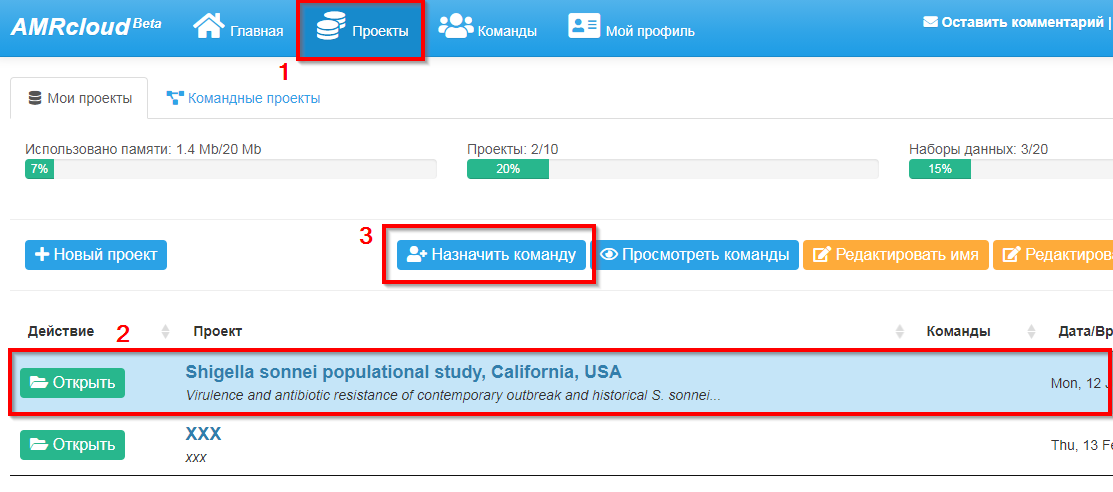 AMRcloud Beta Главная Проекты Команды Мой профиль Оставить комментарий |
1
Мои проекты Командные проекты
Использовано памяти: 1.4 Mb/20 Mb Проекты: 2/10 Наборы данных: 3/20
7% 20% 15%
3
Новый проект Назначить команду Просмотреть команды Редактировать имя Редактирова
Действие 2 Проект Команды Дата/Вр
Открыть Shigella sonnei populational study, California, USA
Virulence and antibiotic resistance of contemporary outbreak and historical S. sonnei... Mon, 12 J
Открыть XXX
xxx Thu, 13 Fe